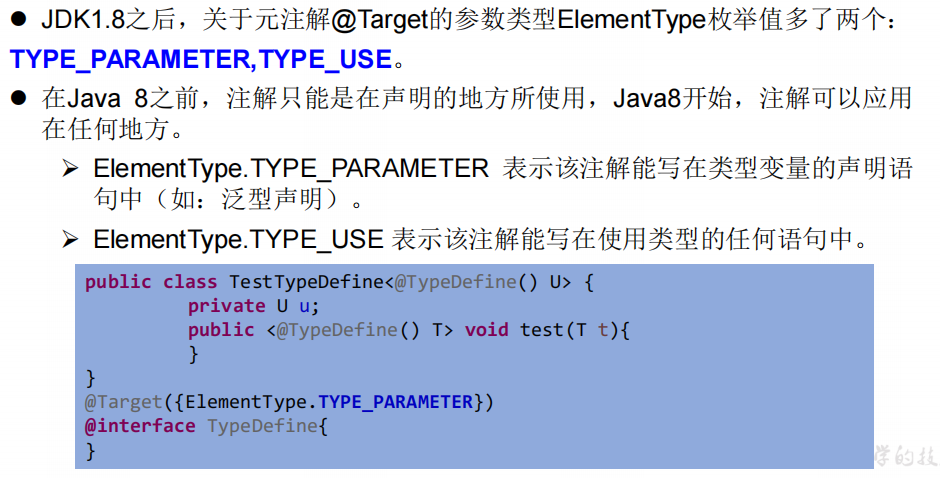 ● JDK1.8之后，关于元注解@Target的参数类型ElementType枚举值多了两个：
TYPE_PARAMETER,TYPE_USE。
● 在Java 8之前，注解只能是在声明的地方所使用，Java8开始，注解可以应用
在任何地方。
➢ ElementType.TYPE_PARAMETER 表示该注解能写在类型变量的声明语
句中（如：泛型声明）。
➢ ElementType.TYPE_USE 表示该注解能写在使用类型的任何语句中。
public class TestTypeDefine<@TypeDefine() U> {
private U u;
public <@TypeDefine() T> void test(T t){
}
}
@Target({ElementType.TYPE_PARAMETER})
@interface TypeDefine{
}
学的技